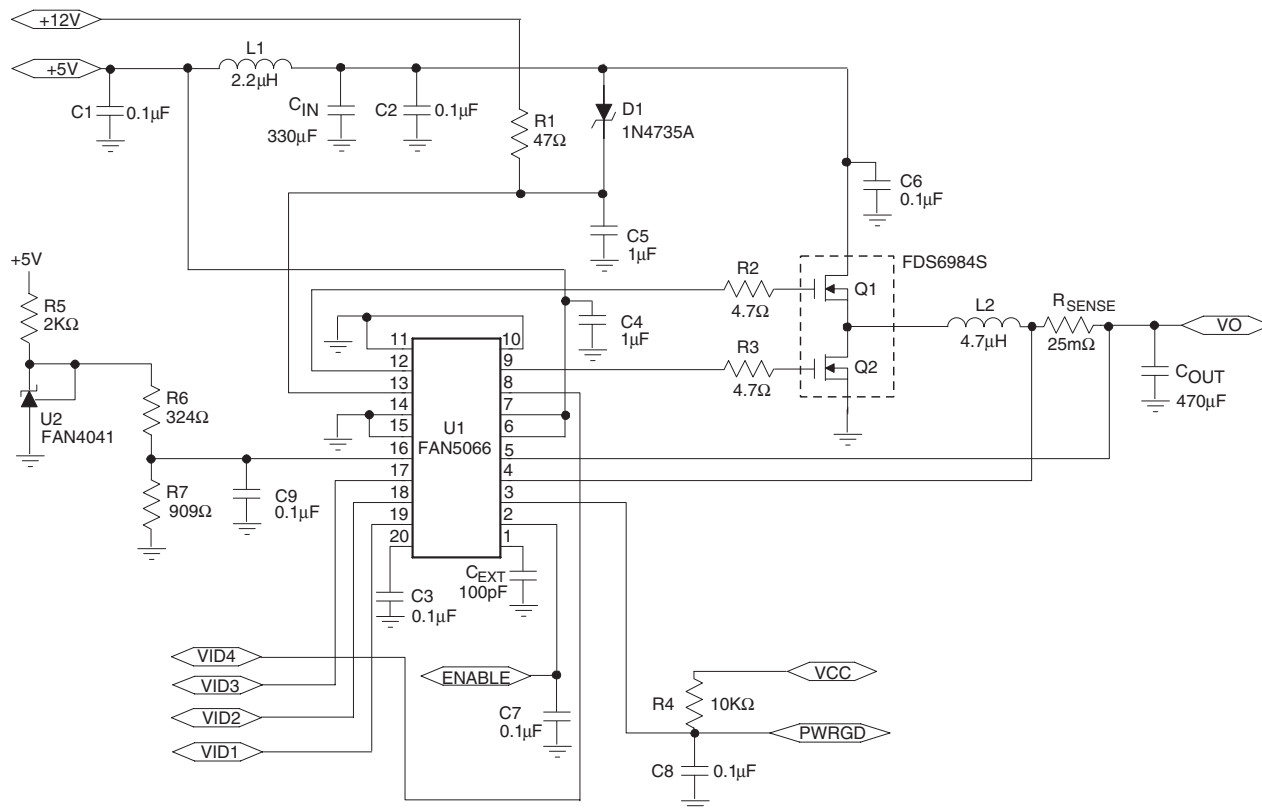 +12V
+5V
L1
2.2µH
C1
0.1µF
CIN
330µF
C2
0.1µF
R1
47Ω
D1
1N4735A
C6
0.1µF
C5
1µF
+5V
R5
2KΩ
U2
FAN4041
R6
324Ω
R7
909Ω
C9
0.1µF
C4
1µF
R2
4.7Ω
R3
4.7Ω
FDS6984S
Q1
Q2
L2
4.7µH
RSENSE
25mΩ
VO
COUT
470µF
U1
FAN5066
11
12
13
14
15
16
17
18
19
20
10
9
8
7
6
5
4
3
2
1
C3
0.1µF
CEXT
100pF
VID4
VID3
VID2
VID1
ENABLE
C7
0.1µF
VCC
R4
10KΩ
PWRGD
C8
0.1µF